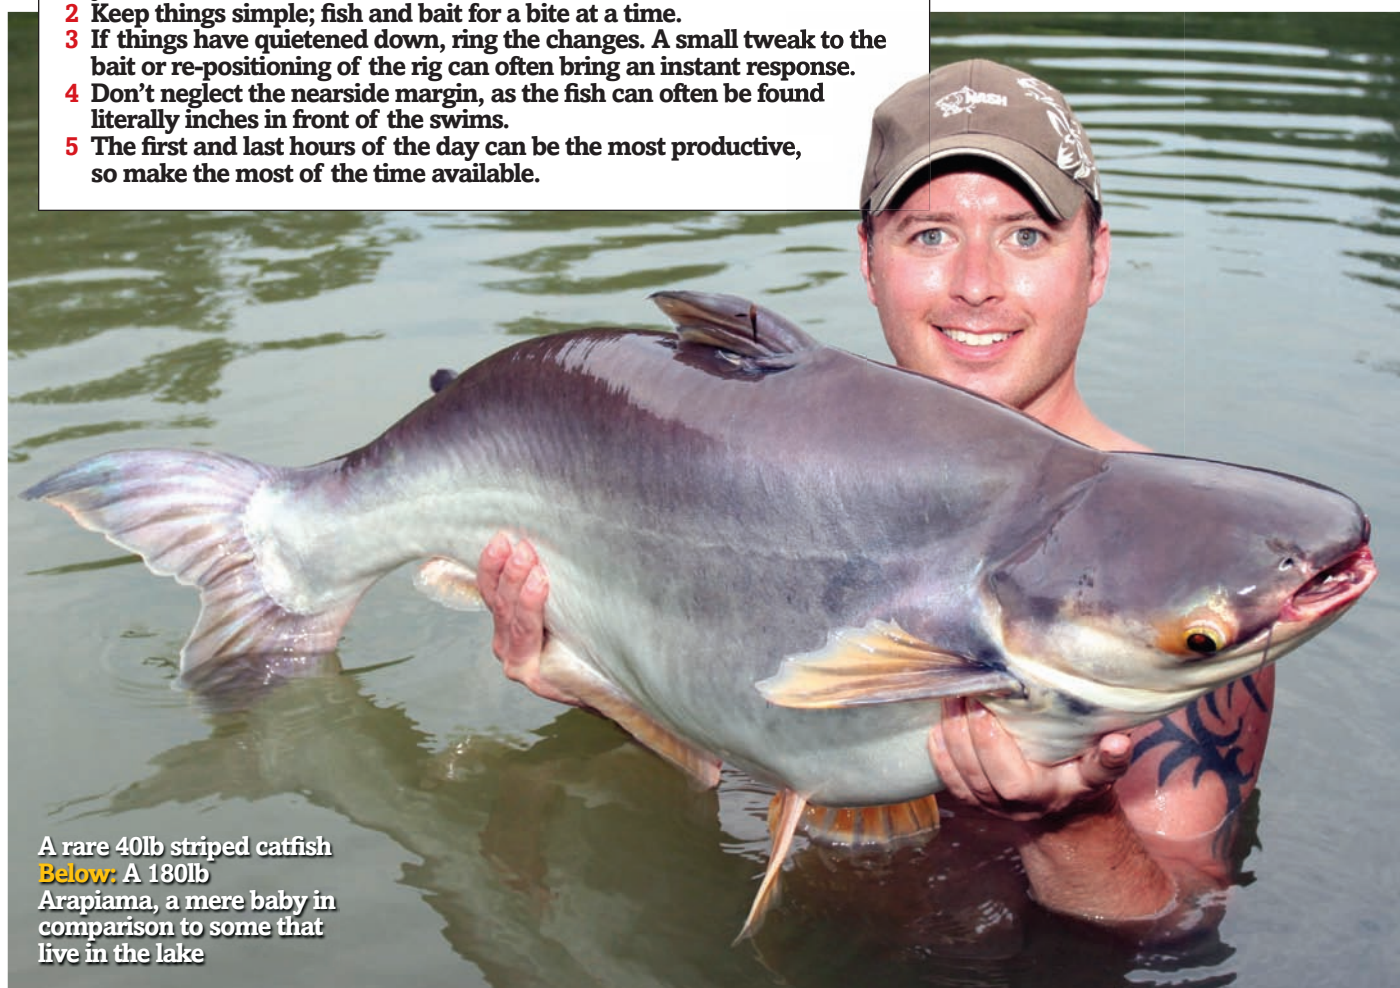 2 Keep things simple; fish and bait for a bite at a time.
3 If things have quietened down, ring the changes. A small tweak to the
bait or re-positioning of the rig can often bring an instant response.
4 Don't neglect the nearside margin, as the fish can often be found
literally inches in front of the swims.
5 The first and last hours of the day can be the most productive,
so make the most of the time available.
NASH
A rare 40lb striped catfish
Below: A 180lb
Arapiama, a mere baby in
comparison to some that
live in the lake